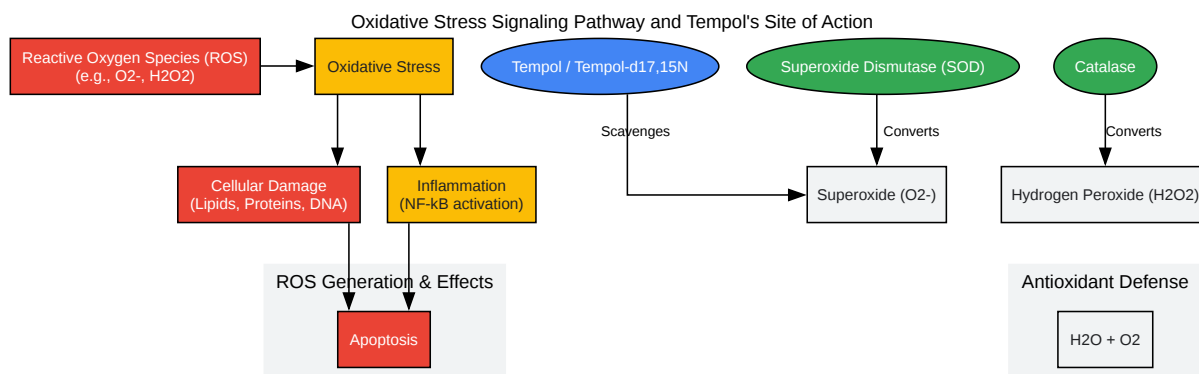 Oxidative Stress Signaling Pathway and Tempol's Site of Action
Reactive Oxygen Species (ROS)
(e.g., O2-, H2O2)
Oxidative Stress
Tempol / Tempol-d17,15N
Superoxide Dismutase (SOD)
Catalase
Scavenges
Converts
Converts
Cellular Damage
(Lipids, Proteins, DNA)
Inflammation
(NF-kB activation)
Superoxide (O2-)
Hydrogen Peroxide (H2O2)
ROS Generation & Effects
Antioxidant Defense
Apoptosis
H2O + O2